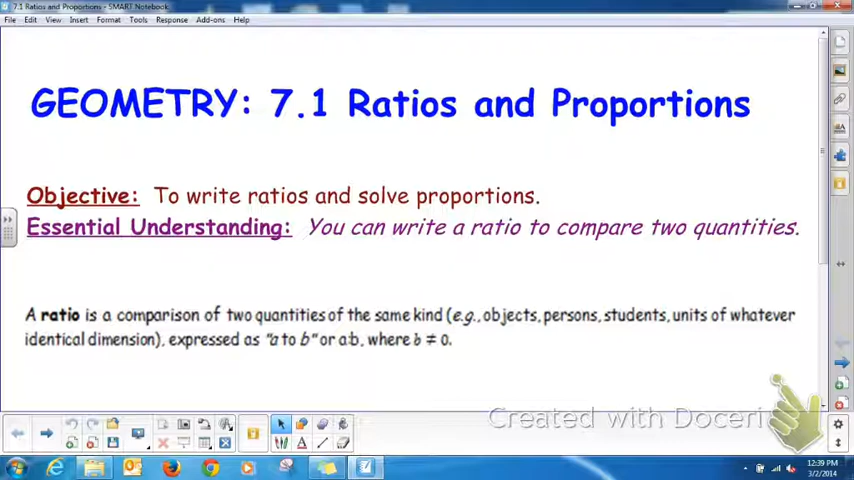 7.1 Ratios and Proportions - SMART Notebook
File Edit View Insert Format Tools Response Add-ons Help
GEOMETRY: 7.1 Ratios and Proportions
Objective: To write ratios and solve proportions.
Essential Understanding: You can write a ratio to compare two quantities.
A ratio is a comparison of two quantities of the same kind (e.g., objects, persons, students, units of whatever
identical dimension), expressed as "a to b" or a:b, where b ≠ 0.
Created with Doceri
12:39 PM
3/2/2014